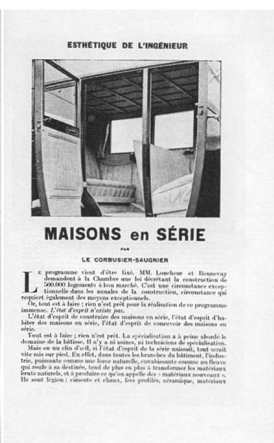 ESTHÉTIQUE DE L'INGÉNIEUR
MAISONS en SÉRIE
PAR
LE CORBUSIER-SAUGNIER
LE programme vient d'être fixé. MM. Loucheur et Bonnevay
demandent à la Chambre une loi décrétant la construction de
500.000 logements à bon marché. C'est une circonstance excep-
tionnelle dans les annales de la construction, circonstance qui
requiert également des moyens exceptionnels.
Or, tout est à faire ; rien n'est prêt pour la réalisation de ce programme
immense. L'état d'esprit n'existe pas.
L'état d'esprit de construire des maisons en série, l'état d'esprit d'ha-
biter des maisons en série, l'état d'esprit de concevoir des maisons en
série.
Tout est à faire ; rien n'est prêt. La spécialisation a à peine abordé le
domaine de la bâtisse. Il n'y a ni usines, ni techniciens de spécialisation.
Mais en un clin d'œil, si l'état d'esprit de la série naissait, tout serait
vite mis sur pied. En effet, dans toutes les branches du bâtiment, l'indus-
trie, puissante comme une force naturelle, envahissante comme un fleuve
qui roule à sa destinée, tend de plus en plus à transformer les matériaux
bruts naturels, et à produire ce qu'on appelle des « matériaux nouveaux ».
Ils sont légion : ciments et chaux, fers profilés, céramique, matériaux